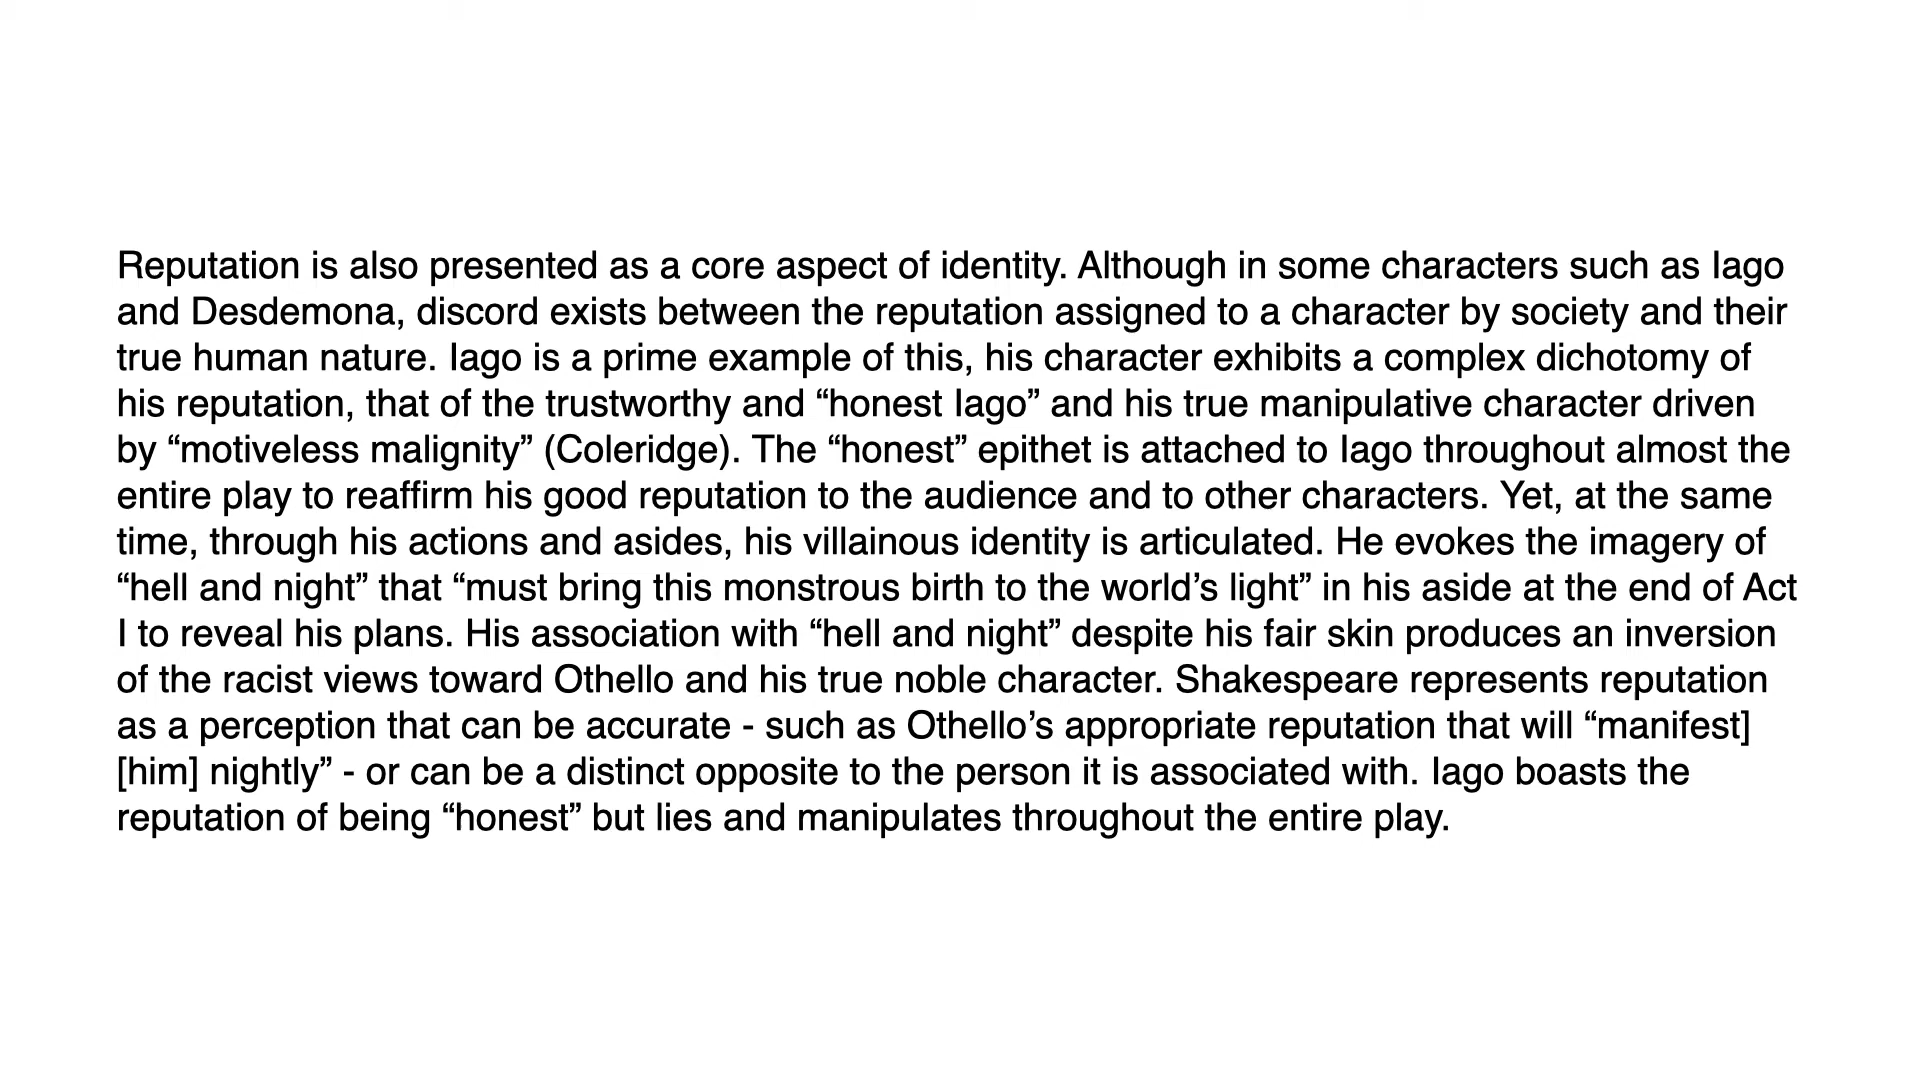 Reputation is also presented as a core aspect of identity. Although in some characters such as Iago
and Desdemona, discord exists between the reputation assigned to a character by society and their
true human nature. Iago is a prime example of this, his character exhibits a complex dichotomy of
his reputation, that of the trustworthy and “honest Iago” and his true manipulative character driven
by “motiveless malignity” (Coleridge). The “honest” epithet is attached to Iago throughout almost the
entire play to reaffirm his good reputation to the audience and to other characters. Yet, at the same
time, through his actions and asides, his villainous identity is articulated. He evokes the imagery of
“hell and night” that “must bring this monstrous birth to the world’s light” in his aside at the end of Act
I to reveal his plans. His association with “hell and night” despite his fair skin produces an inversion
of the racist views toward Othello and his true noble character. Shakespeare represents reputation
as a perception that can be accurate - such as Othello’s appropriate reputation that will “manifest]
[him] nightly” - or can be a distinct opposite to the person it is associated with. Iago boasts the
reputation of being “honest” but lies and manipulates throughout the entire play.